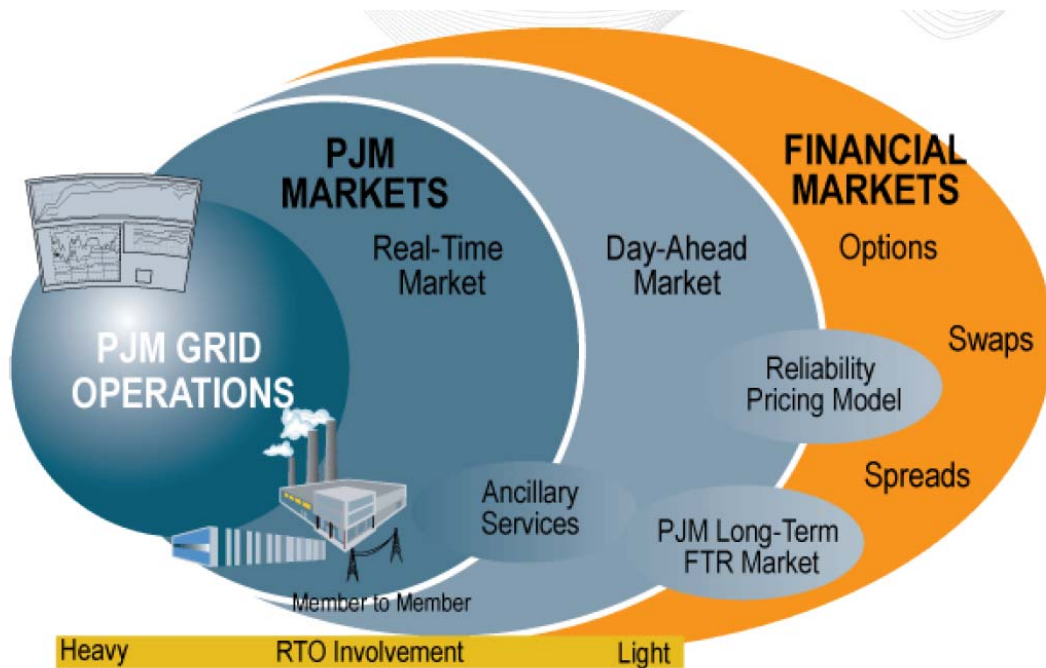 PJM
MARKETS
FINANCIAL
MARKETS
Real-Time
Market
Day-Ahead
Market
Options
PJM GRID
OPERATIONS
Swaps
Reliability
Pricing Model
Ancillary
Services
Spreads
PJM Long-Term
FTR Market
Member to Member
Heavy
RTO Involvement
Light